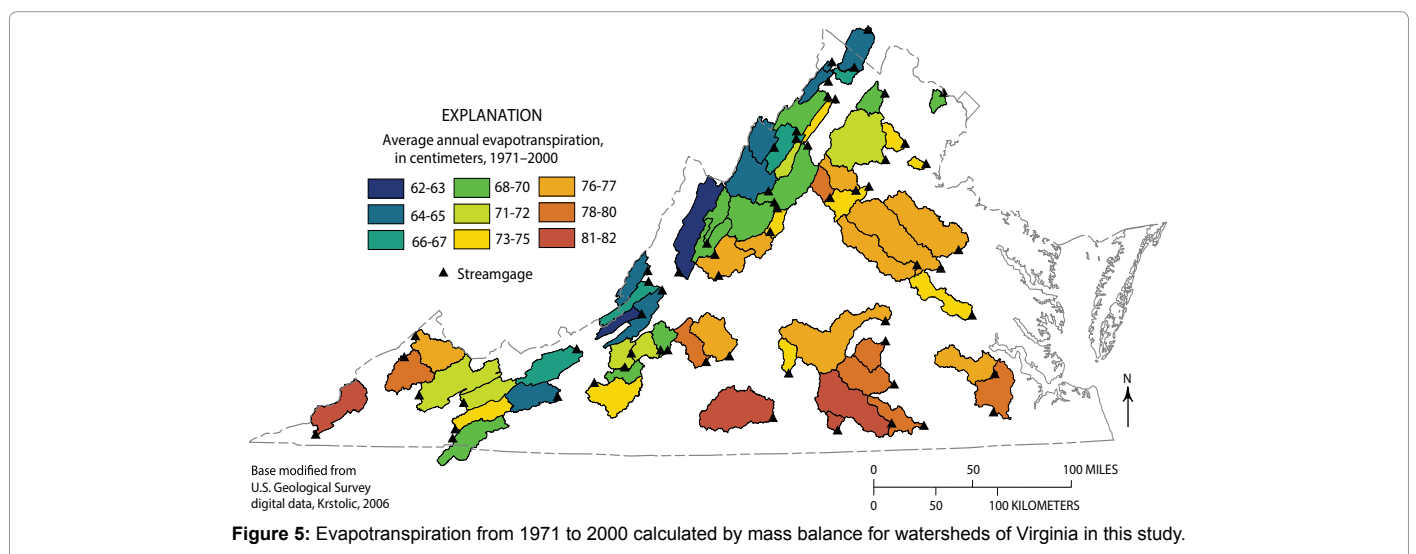 EXPLANATION
Average annual evapotranspiration,
in centimeters, 1971–2000
62-63
68-70
76-77
64-65
71-72
78-80
66-67
73-75
81-82
Streamgage
N
Base modified from
U.S. Geological Survey
digital data, Krstolic, 2006
0 50 100 MILES
0 50 100 KILOMETERS
Figure 5: Evapotranspiration from 1971 to 2000 calculated by mass balance for watersheds of Virginia in this study.